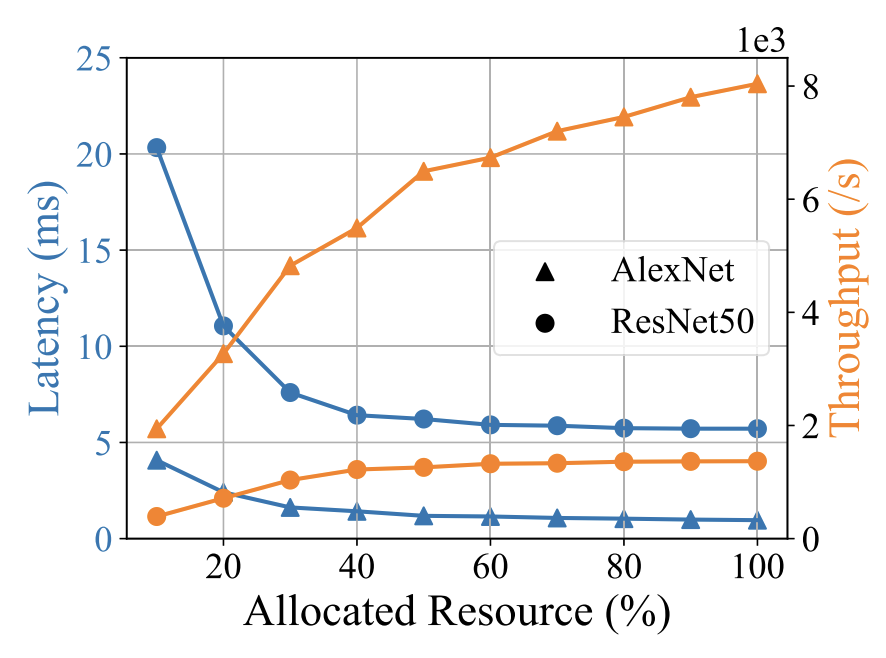 1e3
25
20
15
10
5
0
Latency (ms)
8
6
4
2
0
Throughput (/s)
AlexNet
ResNet50
20 40 60 80 100
Allocated Resource (%)